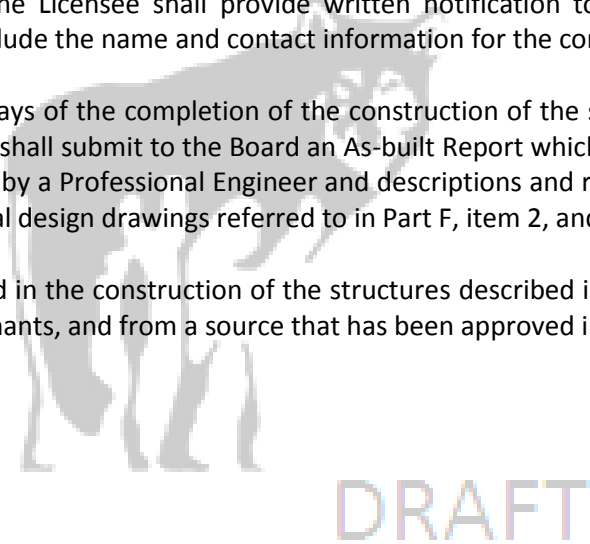 Licensee shall provide written notification to
lude the name and contact information for the co
ays of the completion of the construction of the s
shall submit to the Board an As-built Report which
by a Professional Engineer and descriptions and r
al design drawings referred to in Part F, item 2, and
d in the construction of the structures described i
nants, and from a source that has been approved i
DRAFT